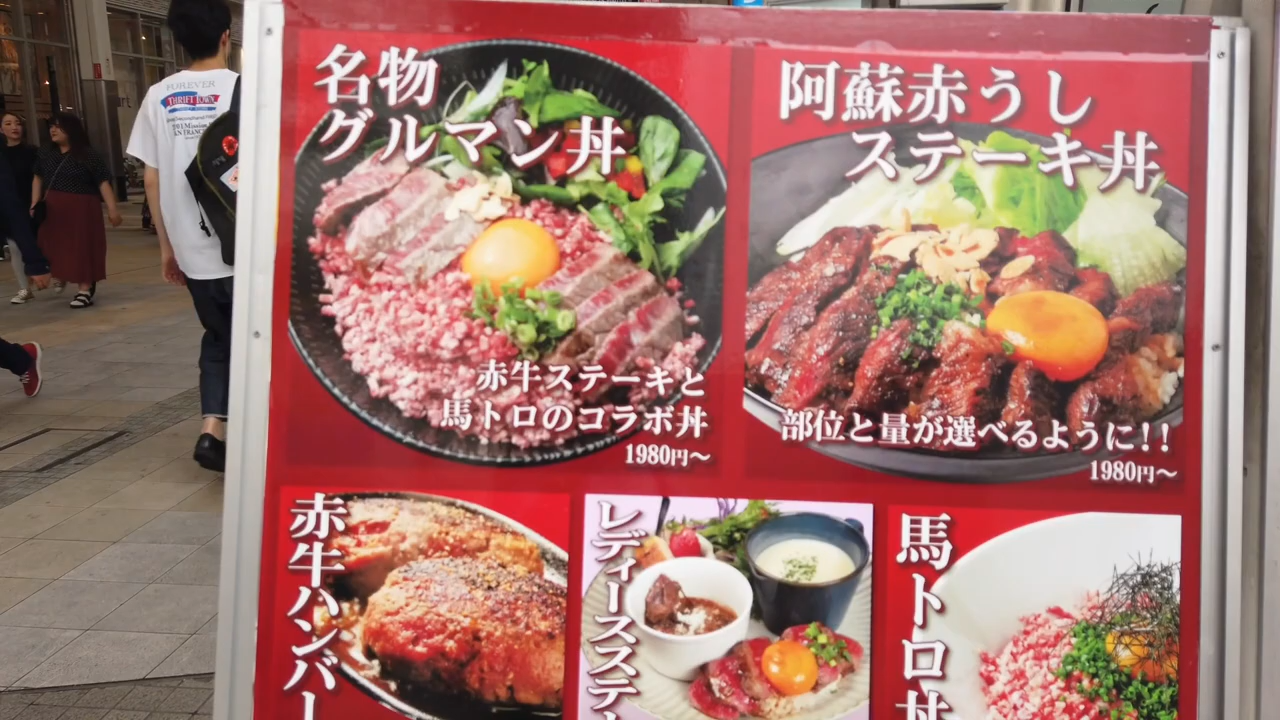 FOREVER
THRIFT TOWN
名物
グルマン丼
赤牛ステーキと
馬トロのコラボ丼
1980円～
阿蘇赤うし
ステーキ丼
部位と量が選べるように!!
1980円～
赤牛ハンバー
レディースステ
馬トロ丼